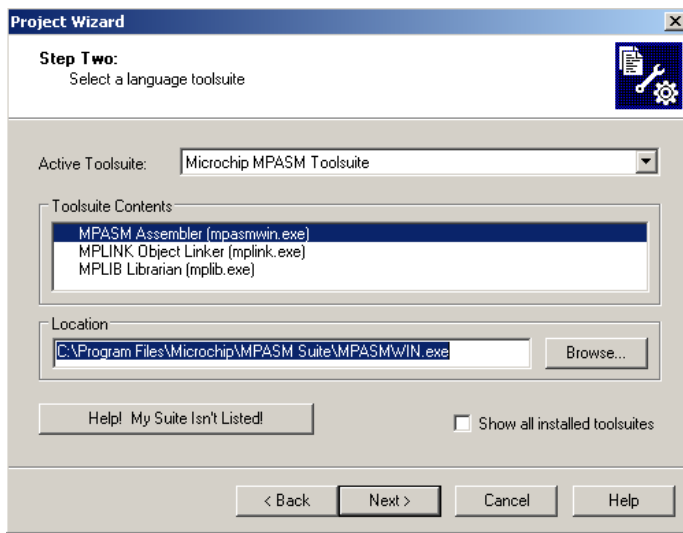 Project Wizard
Step Two:
Select a language toolsuite
Active Toolsuite: Microchip MPASM Toolsuite
Toolsuite Contents
MPASM Assembler (mpasmwin.exe)
MPLINK Object Linker (mplink.exe)
MPLIB Librarian (mplib.exe)
Location
C:\Program Files\Microchip\MPASM Suite\MPASMWIN.exe Browse...
Help! My Suite Isn't Listed! Show all installed toolsuites
< Back Next > Cancel Help